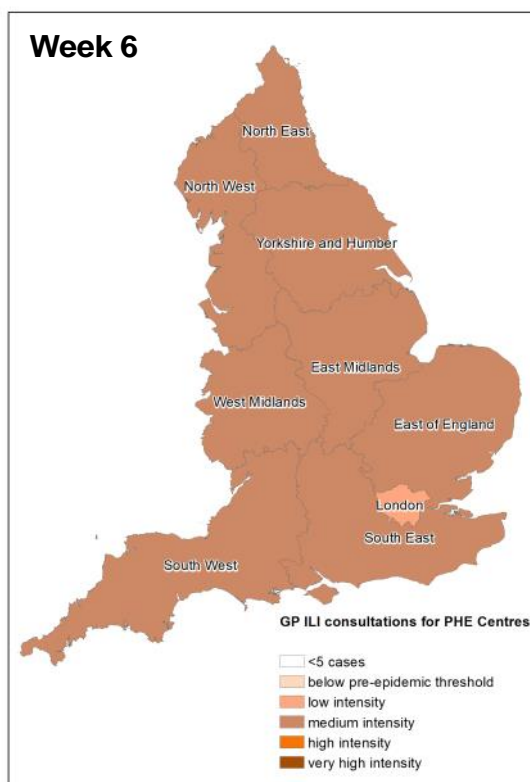 Week 6
North East
North West
Yorkshire and Humber
East Midlands
West Midlands
East of England
London
South East
South West
GP ILI consultations for PHE Centres
<5 cases
below pre-epidemic threshold
low intensity
medium intensity
high intensity
very high intensity